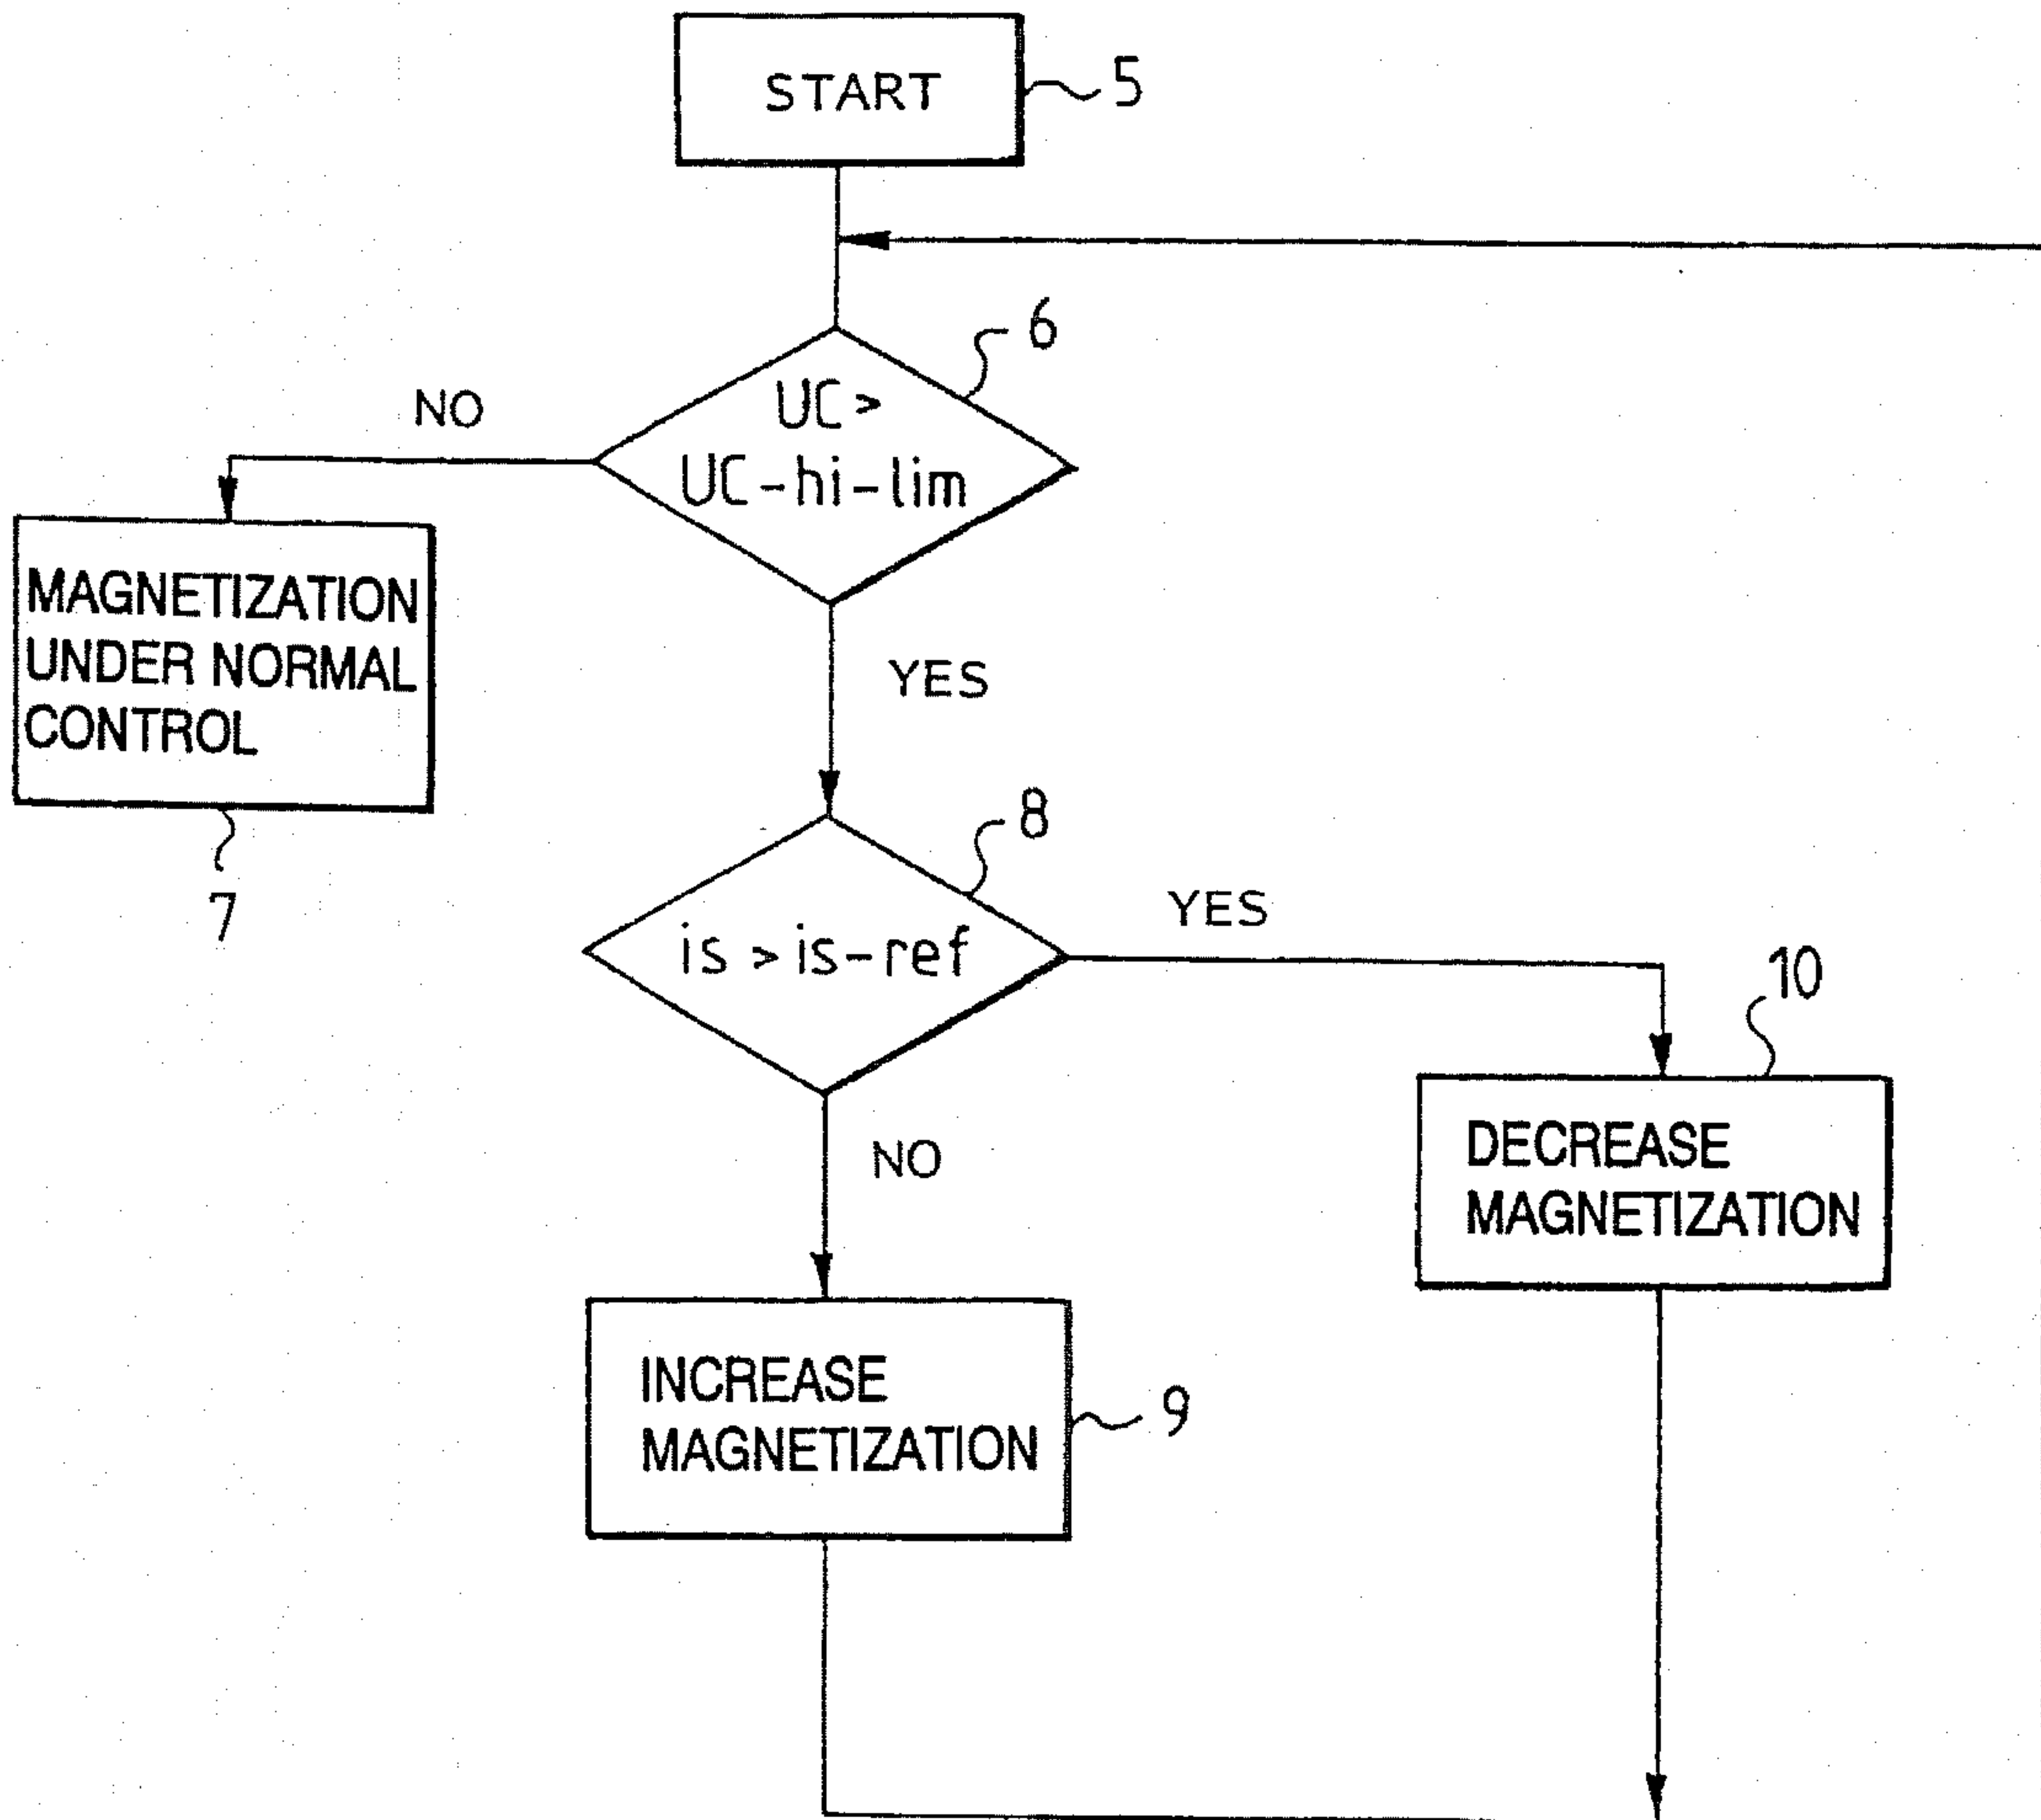 START
5
6
UC >
UC-hi-lim
NO
MAGNETIZATION
UNDER NORMAL
CONTROL
7
YES
8
is > is-ref
YES
10
NO
DECREASE
MAGNETIZATION
INCREASE
MAGNETIZATION
9